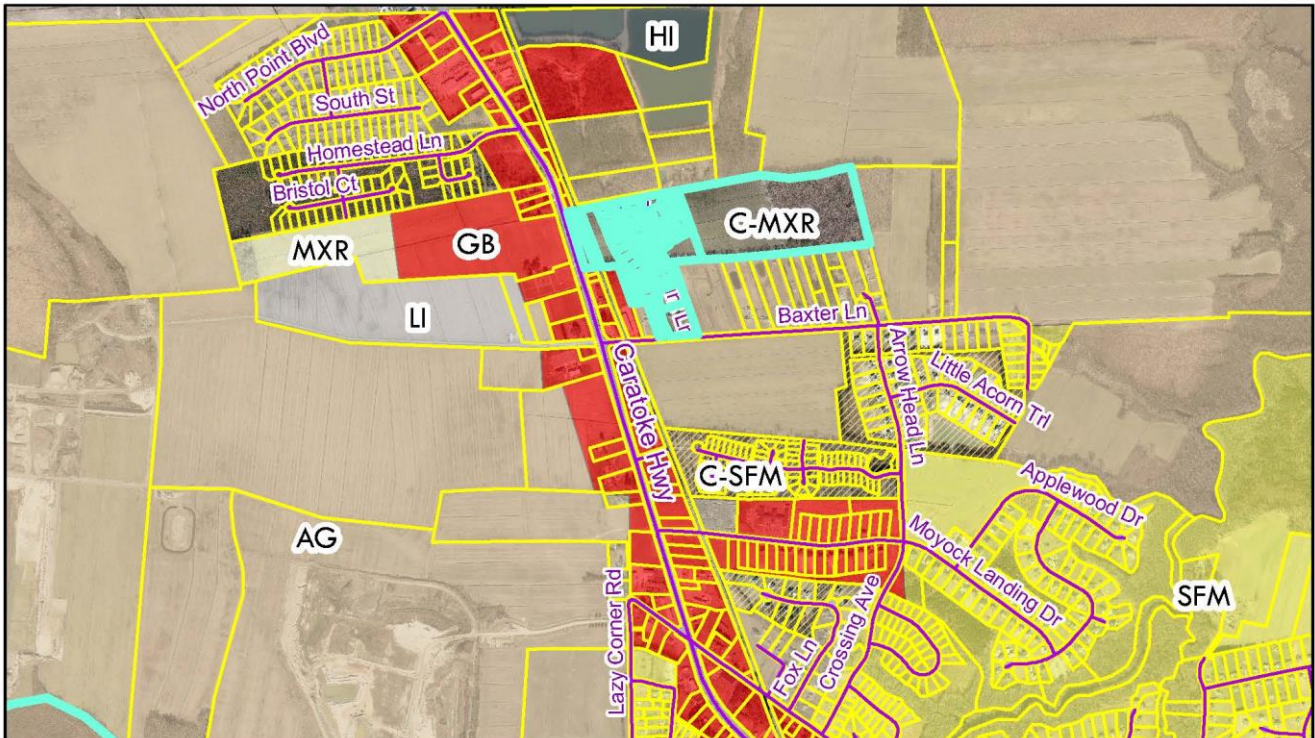 HI
North Point Blvd
South St
Homestead Ln
Bristol Ct
C-MXR
MXR
GB
LI
Baxter Ln
Arrow Head Ln
Little Acorn Trl
Caratoke Hwy
C-SFM
Applewood Dr
AG
Moyock Landing Dr
SFM
Lazy Corner Rd
Fox Ln
Crossing Ave